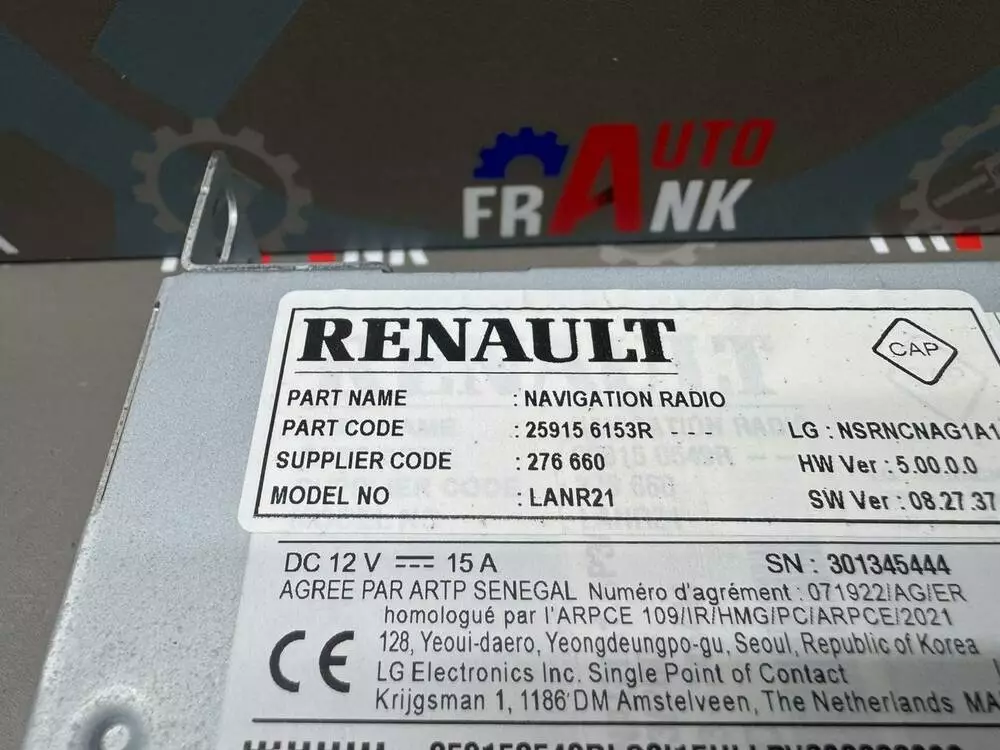 AUTO
FRANK
NK
RENAULT
CAP
PART NAME : NAVIGATION RADIO
PART CODE : 25915 6153R - - - LG : NSRNCNAG1A1
SUPPLIER CODE : 276 660 HW Ver : 5.00.0.0
MODEL NO : LANR21 SW Ver : 08.27.37
DC 12 V 15 A SN : 301345444
AGREE PAR ARTP SENEGAL Numéro d'agrément : 071922/AG/ER
homologué par l'ARPCE 109/IR/HMG/PC/ARPCE/2021
CE 128, Yeoui-daero, Yeongdeungpo-gu, Seoul, Republic of Korea
LG Electronics Inc. Single Point of Contact
Krijgsman 1, 1186 DM Amstelveen, The Netherlands MA